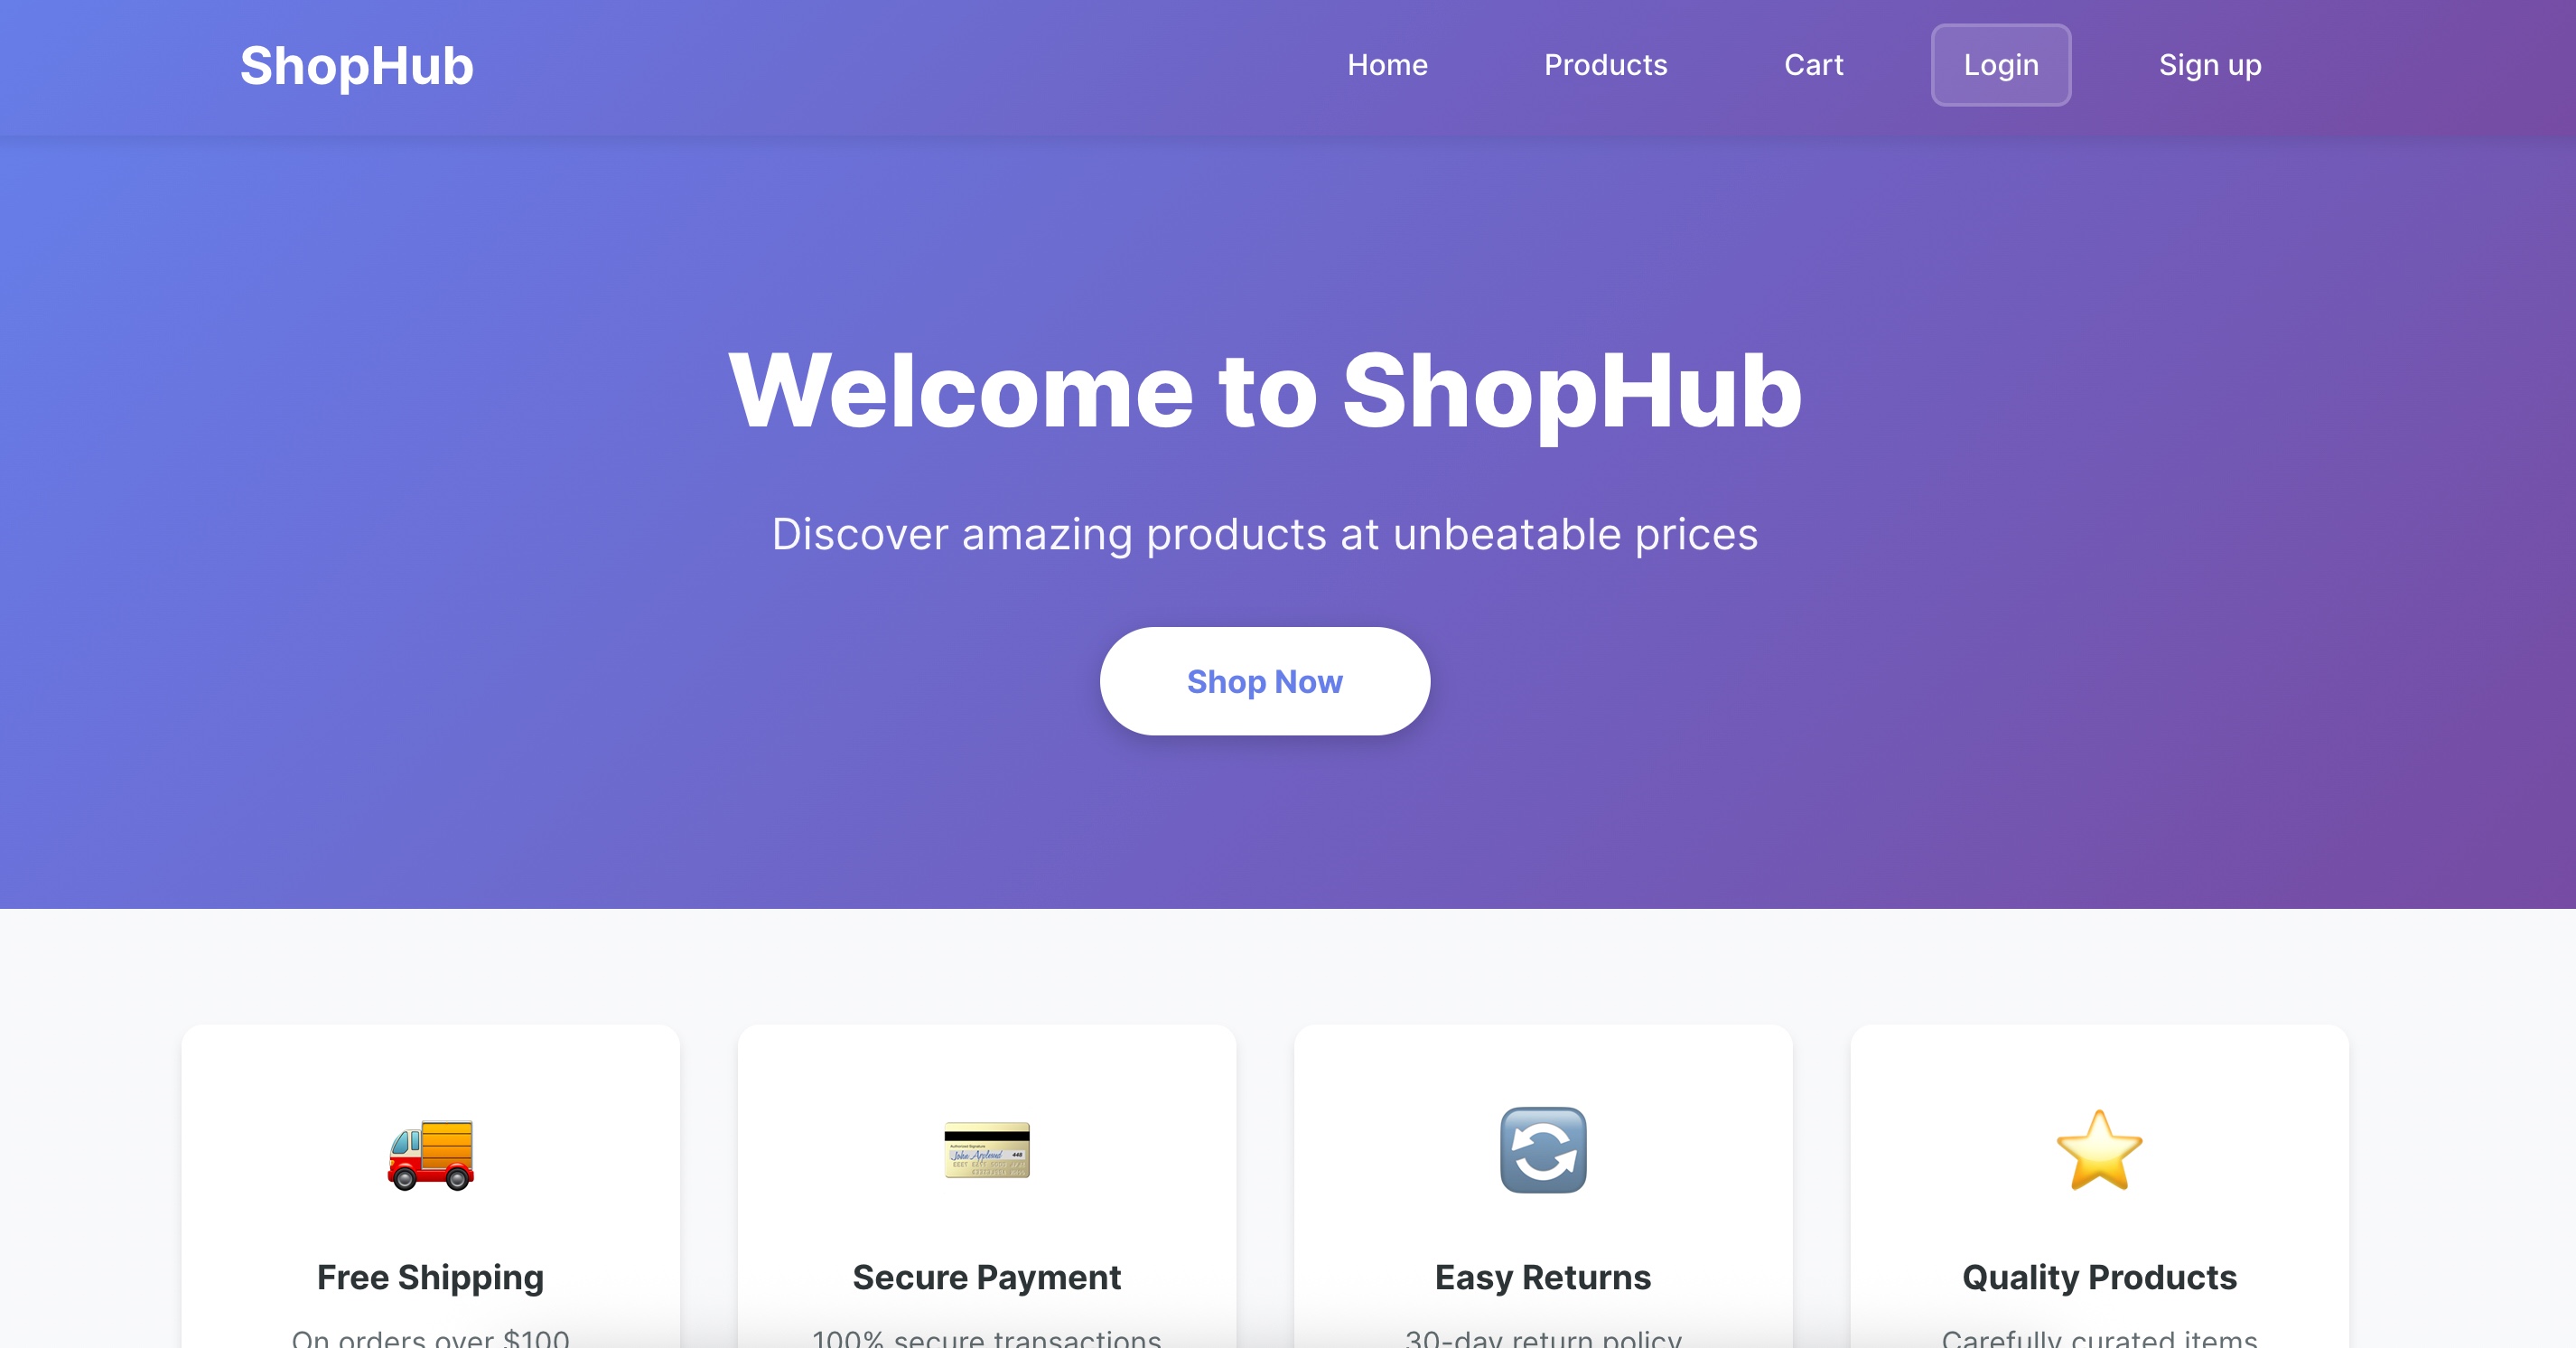 ShopHub
Home
Products
Cart
Login
Sign up
Welcome to ShopHub
Discover amazing products at unbeatable prices
Shop Now
Free Shipping
On orders over $100
Secure Payment
100% secure transactions
Easy Returns
30-day return policy
Quality Products
Carefully curated items